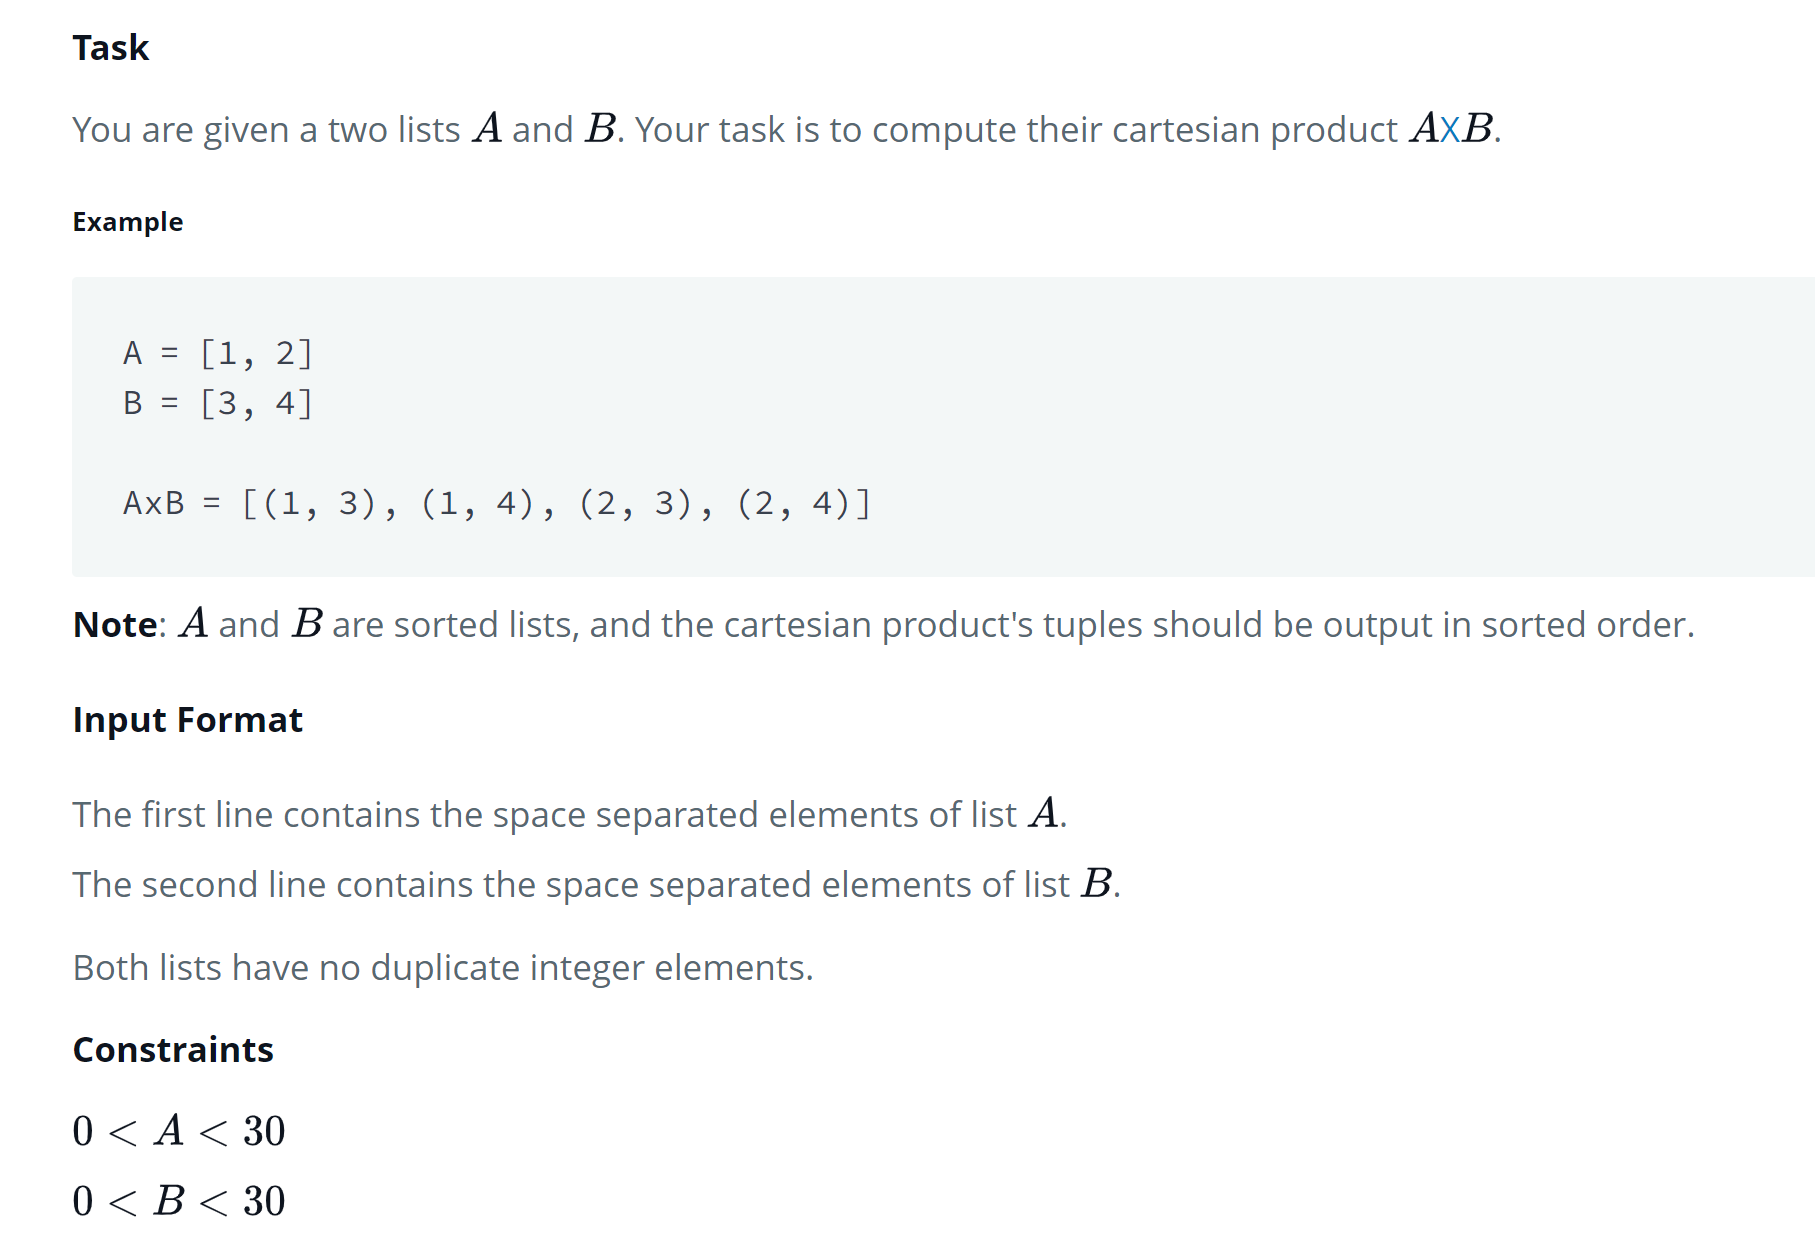 Task
You are given a two lists A and B. Your task is to compute their cartesian product AXB.
Example
A = [1, 2]
B = [3, 4]
AxB = [(1, 3), (1, 4), (2, 3), (2, 4)]
Note: A and B are sorted lists, and the cartesian product's tuples should be output in sorted order.
Input Format
The first line contains the space separated elements of list A.
The second line contains the space separated elements of list B.
Both lists have no duplicate integer elements.
Constraints
0 < A < 30
0 < B < 30